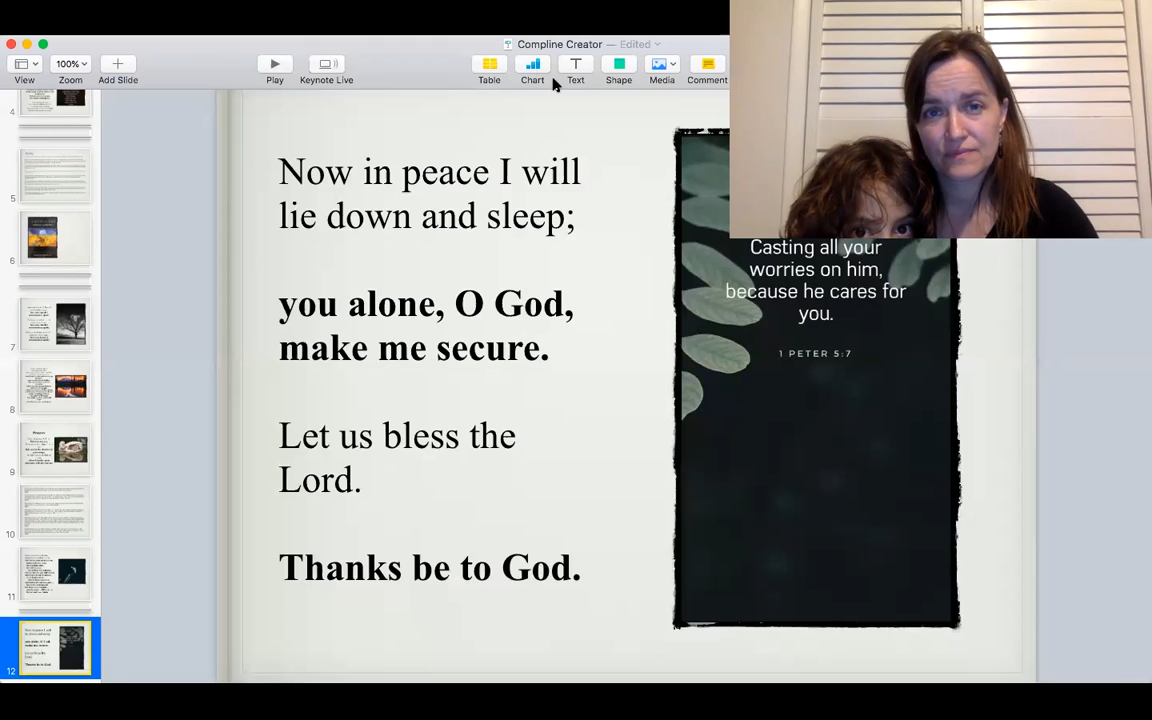 Compline Creator — Edited
100%
View
Zoom
Add Slide
Play
Keynote Live
Table
Chart
Text
Shape
Media
Comment
4
5
6
7
8
9
10
11
12
Now in peace I will
lie down and sleep;
you alone, O God,
make me secure.
Let us bless the
Lord.
Thanks be to God.
Casting all your
worries on him,
because he cares for
you.
1 PETER 5:7